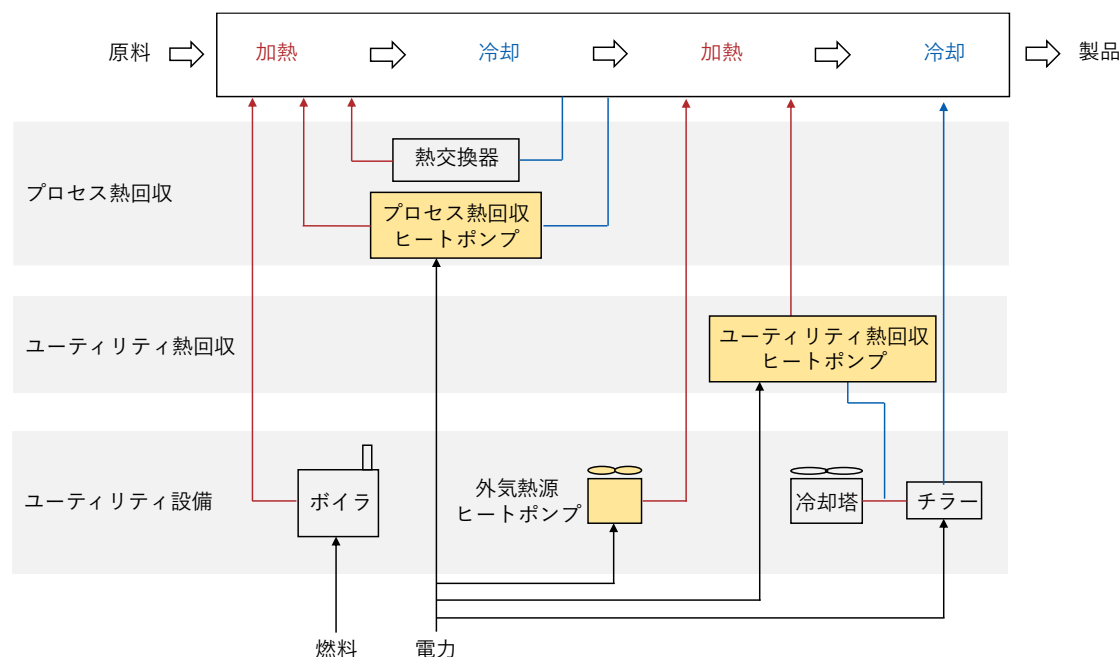 原料
加熱
冷却
加熱
冷却
製品
熱交換器
プロセス熱回収
プロセス熱回収
ヒートポンプ
ユーティリティ熱回収
ユーティリティ熱回収
ヒートポンプ
ユーティリティ設備
ボイラ
外気熱源
ヒートポンプ
冷却塔
チラー
燃料
電力